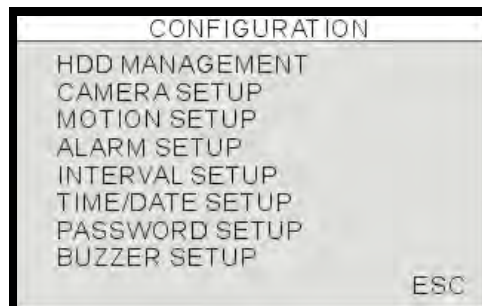 CONFIGURATION
HDD MANAGEMENT
CAMERA SETUP
MOTION SETUP
ALARM SETUP
INTERVAL SETUP
TIME/DATE SETUP
PASSWORD SETUP
BUZZER SETUP
ESC